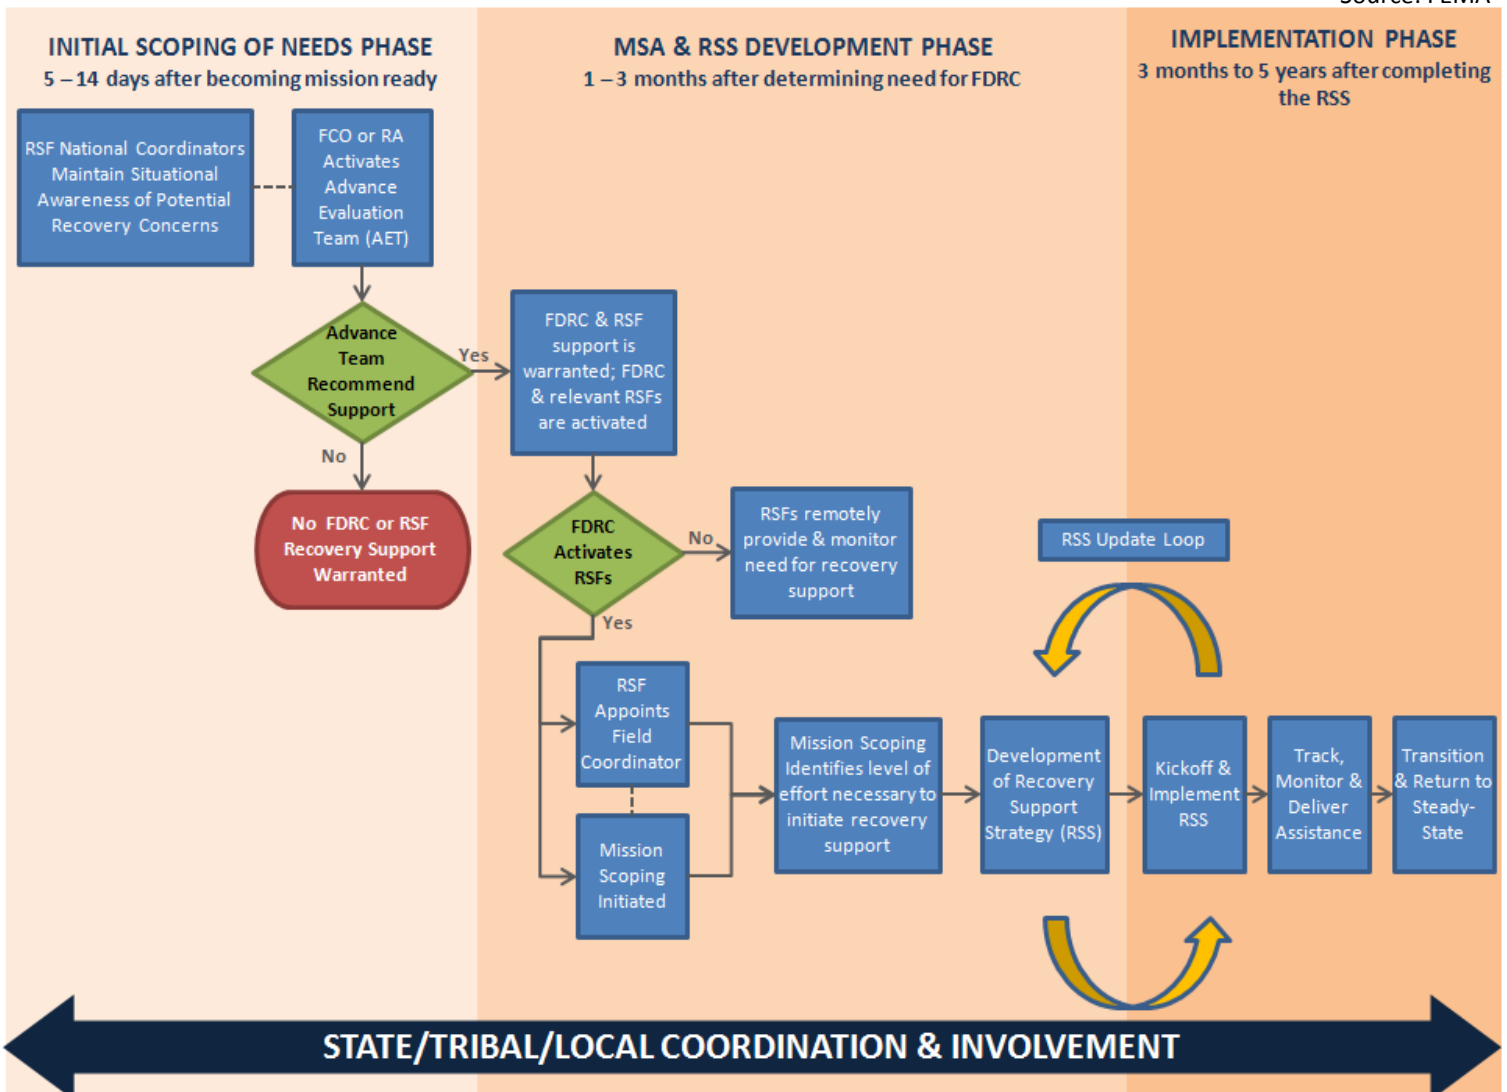 Source: FEMA
INITIAL SCOPING OF NEEDS PHASE
5 – 14 days after becoming mission ready
MSA & RSS DEVELOPMENT PHASE
1 – 3 months after determining need for FDRC
IMPLEMENTATION PHASE
3 months to 5 years after completing
the RSS
RSF National Coordinators
Maintain Situational
Awareness of Potential
Recovery Concerns
FCO or RA
Activates
Advance
Evaluation
Team (AET)
Advance
Team
Recommend
Support
Yes
No
No FDRC or RSF
Recovery Support
Warranted
FDRC & RSF
support is
warranted; FDRC
& relevant RSFs
are activated
FDRC
Activates
RSFs
No
Yes
RSFs remotely
provide & monitor
need for recovery
support
RSF
Appoints
Field
Coordinator
Mission
Scoping
Initiated
Mission Scoping
Identifies level of
effort necessary to
initiate recovery
support
Development
of Recovery
Support
Strategy (RSS)
RSS Update Loop
Kickoff &
Implement
RSS
Track,
Monitor &
Deliver
Assistance
Transition
& Return to
Steady-
State
STATE/TRIBAL/LOCAL COORDINATION & INVOLVEMENT